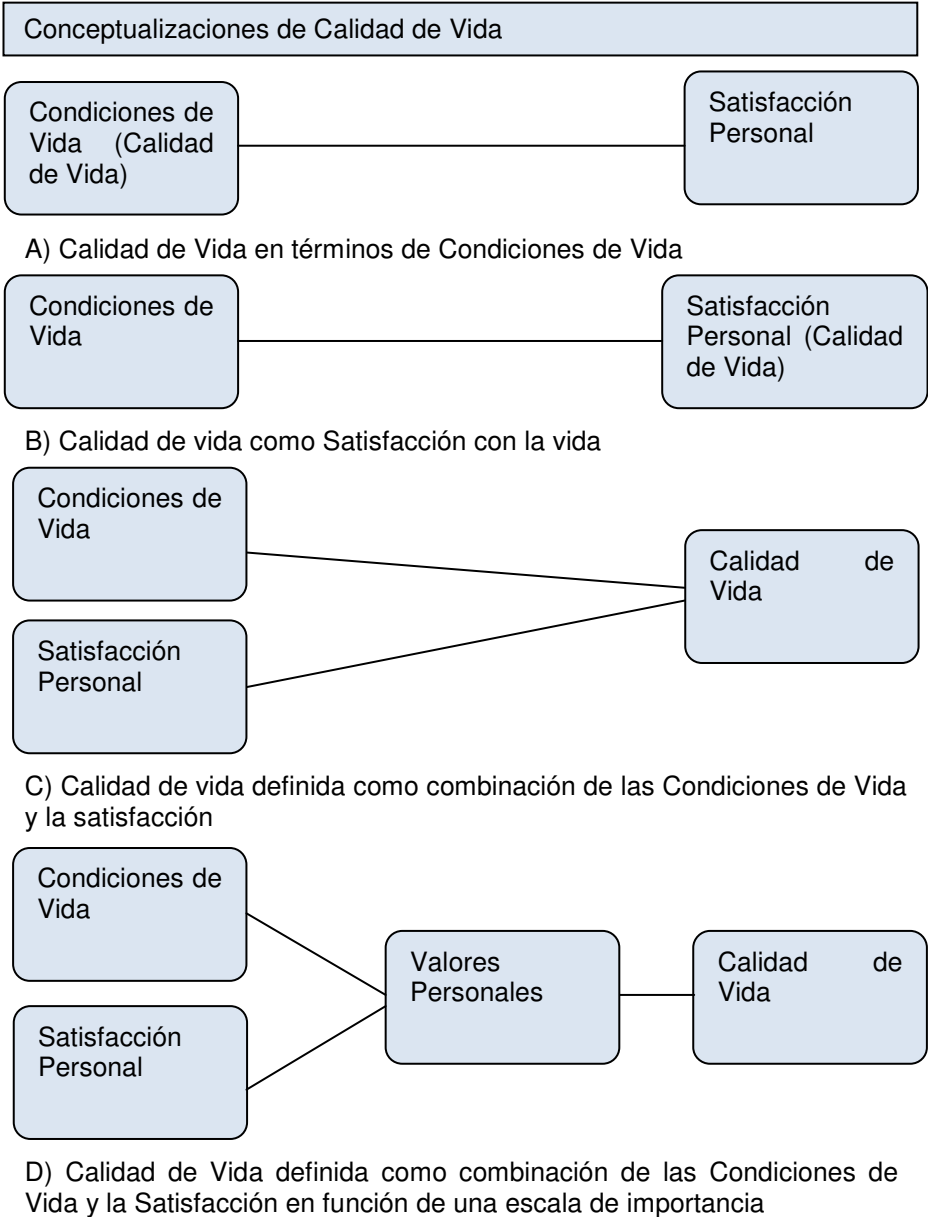 Conceptualizaciones de Calidad de Vida
Condiciones de
Vida (Calidad
de Vida)
Satisfacción
Personal
A) Calidad de Vida en términos de Condiciones de Vida
Condiciones de
Vida
Satisfacción
Personal (Calidad
de Vida)
B) Calidad de vida como Satisfacción con la vida
Condiciones de
Vida
Satisfacción
Personal
Calidad de
Vida
C) Calidad de vida definida como combinación de las Condiciones de Vida
y la satisfacción
Condiciones de
Vida
Satisfacción
Personal
Valores
Personales
Calidad de
Vida
D) Calidad de Vida definida como combinación de las Condiciones de
Vida y la Satisfacción en función de una escala de importancia